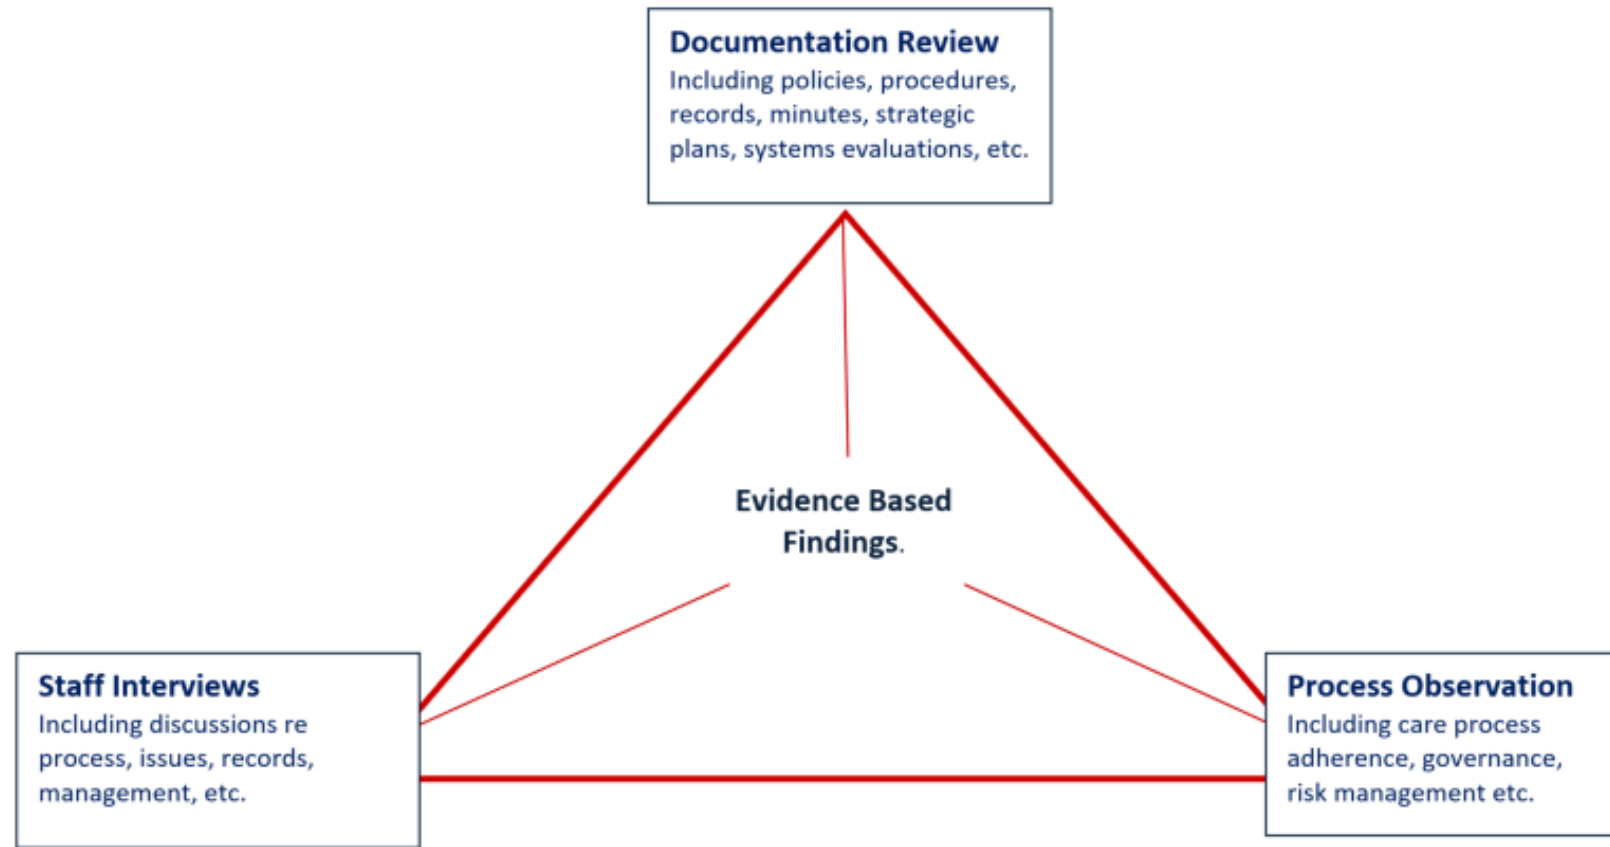 Documentation Review
Including policies, procedures,
records, minutes, strategic
plans, systems evaluations, etc.
Evidence Based
Findings.
Staff Interviews
Including discussions re
process, issues, records,
management, etc.
Process Observation
Including care process
adherence, governance,
risk management etc.